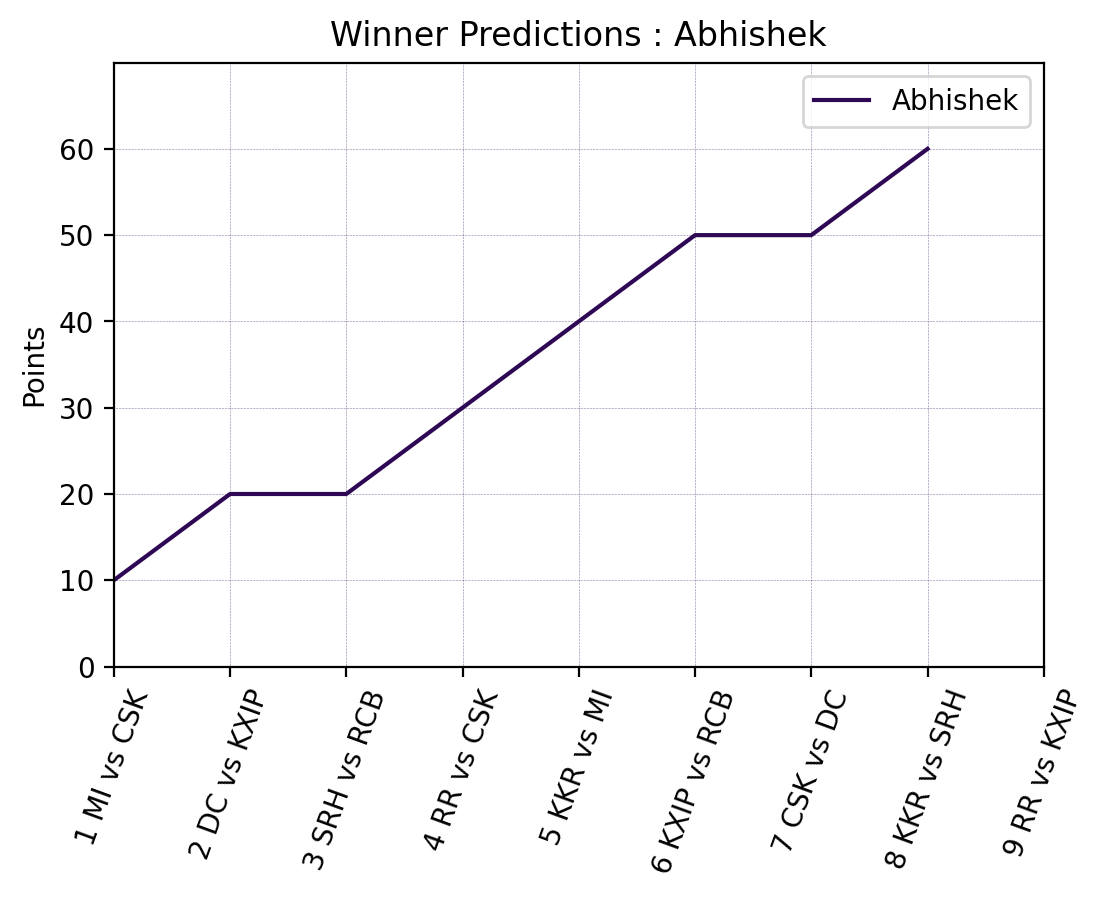 Winner Predictions : Abhishek
Abhishek
Points
60
50
40
30
20
10
0
1 MI vs CSK
2 DC vs KXIP
3 SRH vs RCB
4 RR vs CSK
5 KKR vs MI
6 KXIP vs RCB
7 CSK vs DC
8 KKR vs SRH
9 RR vs KXIP